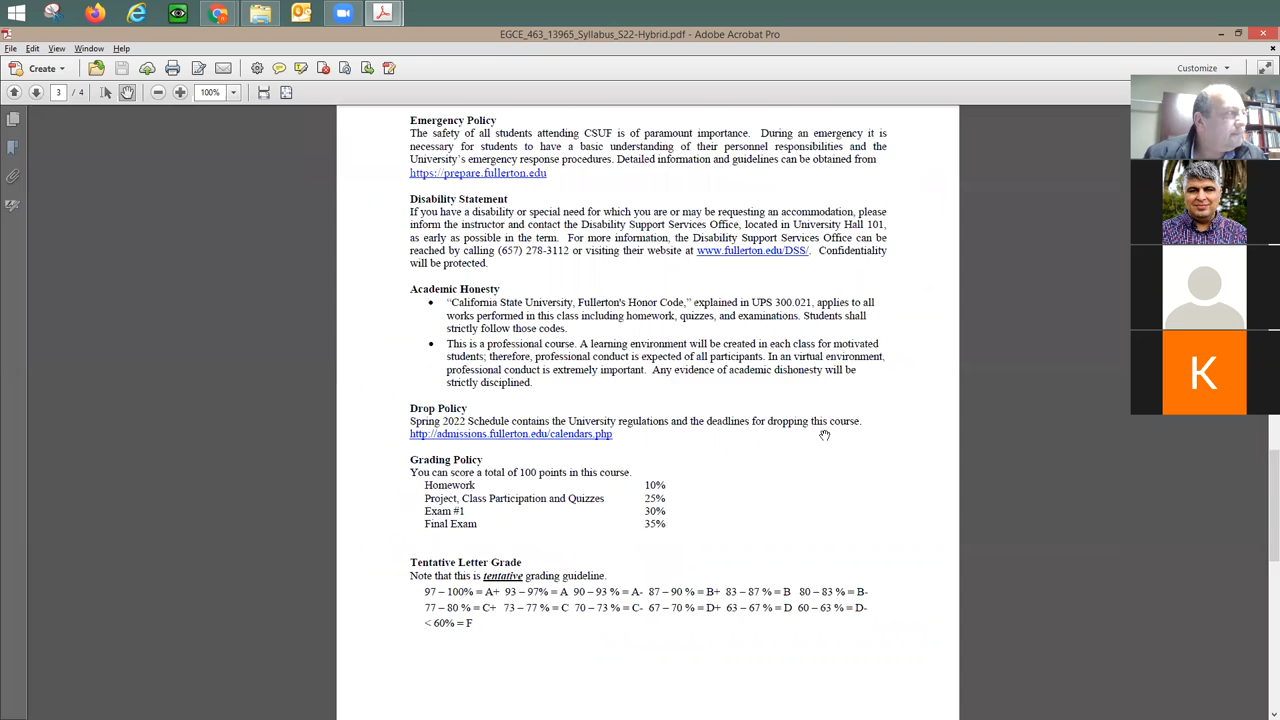 EGCE_463_13965_Syllabus_S22-Hybrid.pdf - Adobe Acrobat Pro
File Edit View Window Help
Create
Customize
3 / 4
100%
Emergency Policy
The safety of all students attending CSUF is of paramount importance. During an emergency it is
necessary for students to have a basic understanding of their personnel responsibilities and the
University's emergency response procedures. Detailed information and guidelines can be obtained from
https://prepare.fullerton.edu
Disability Statement
If you have a disability or special need for which you are or may be requesting an accommodation, please
inform the instructor and contact the Disability Support Services Office, located in University Hall 101,
as early as possible in the term. For more information, the Disability Support Services Office can be
reached by calling (657) 278-3112 or visiting their website at www.fullerton.edu/DSS/. Confidentiality
will be protected.
Academic Honesty
• "California State University, Fullerton's Honor Code," explained in UPS 300.021, applies to all
works performed in this class including homework, quizzes, and examinations. Students shall
strictly follow those codes.
• This is a professional course. A learning environment will be created in each class for motivated
students; therefore, professional conduct is expected of all participants. In an virtual environment,
professional conduct is extremely important. Any evidence of academic dishonesty will be
strictly disciplined.
Drop Policy
Spring 2022 Schedule contains the University regulations and the deadlines for dropping this course.
http://admissions.fullerton.edu/calendars.php
Grading Policy
You can score a total of 100 points in this course.
Homework 10%
Project, Class Participation and Quizzes 25%
Exam #1 30%
Final Exam 35%
Tentative Letter Grade
Note that this is tentative grading guideline.
97 – 100% = A+ 93 – 97% = A 90 – 93 % = A- 87 – 90 % = B+ 83 – 87 % = B 80 – 83 % = B-
77 – 80 % = C+ 73 – 77 % = C 70 – 73 % = C- 67 – 70 % = D+ 63 – 67 % = D 60 – 63 % = D-
< 60% = F
K